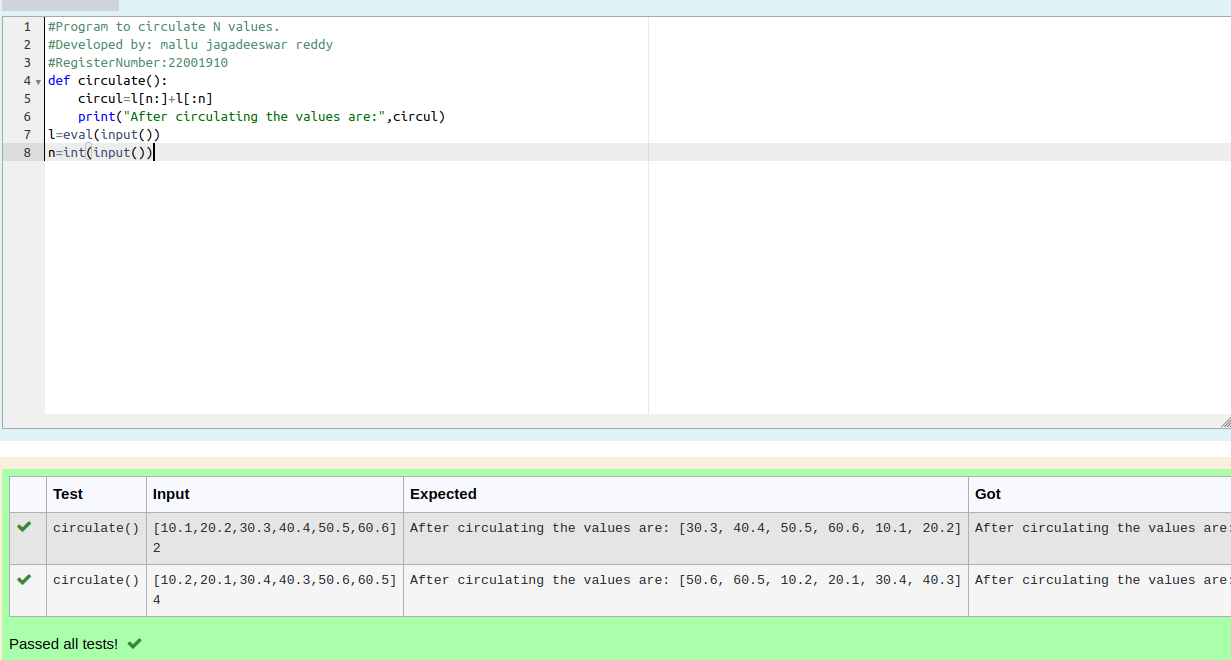 1 #Program to circulate N values.
2 #Developed by: mallu jagadeeswar reddy
3 #RegisterNumber:22001910
4 def circulate():
5     circul=l[n:]+l[:n]
6     print("After circulating the values are:",circul)
7 l=eval(input())
8 n=int(input())
Test Input Expected Got
circulate() [10.1,20.2,30.3,40.4,50.5,60.6] After circulating the values are: [30.3, 40.4, 50.5, 60.6, 10.1, 20.2] After circulating the values are:
2
circulate() [10.2,20.1,30.4,40.3,50.6,60.5] After circulating the values are: [50.6, 60.5, 10.2, 20.1, 30.4, 40.3] After circulating the values are:
4
Passed all tests!